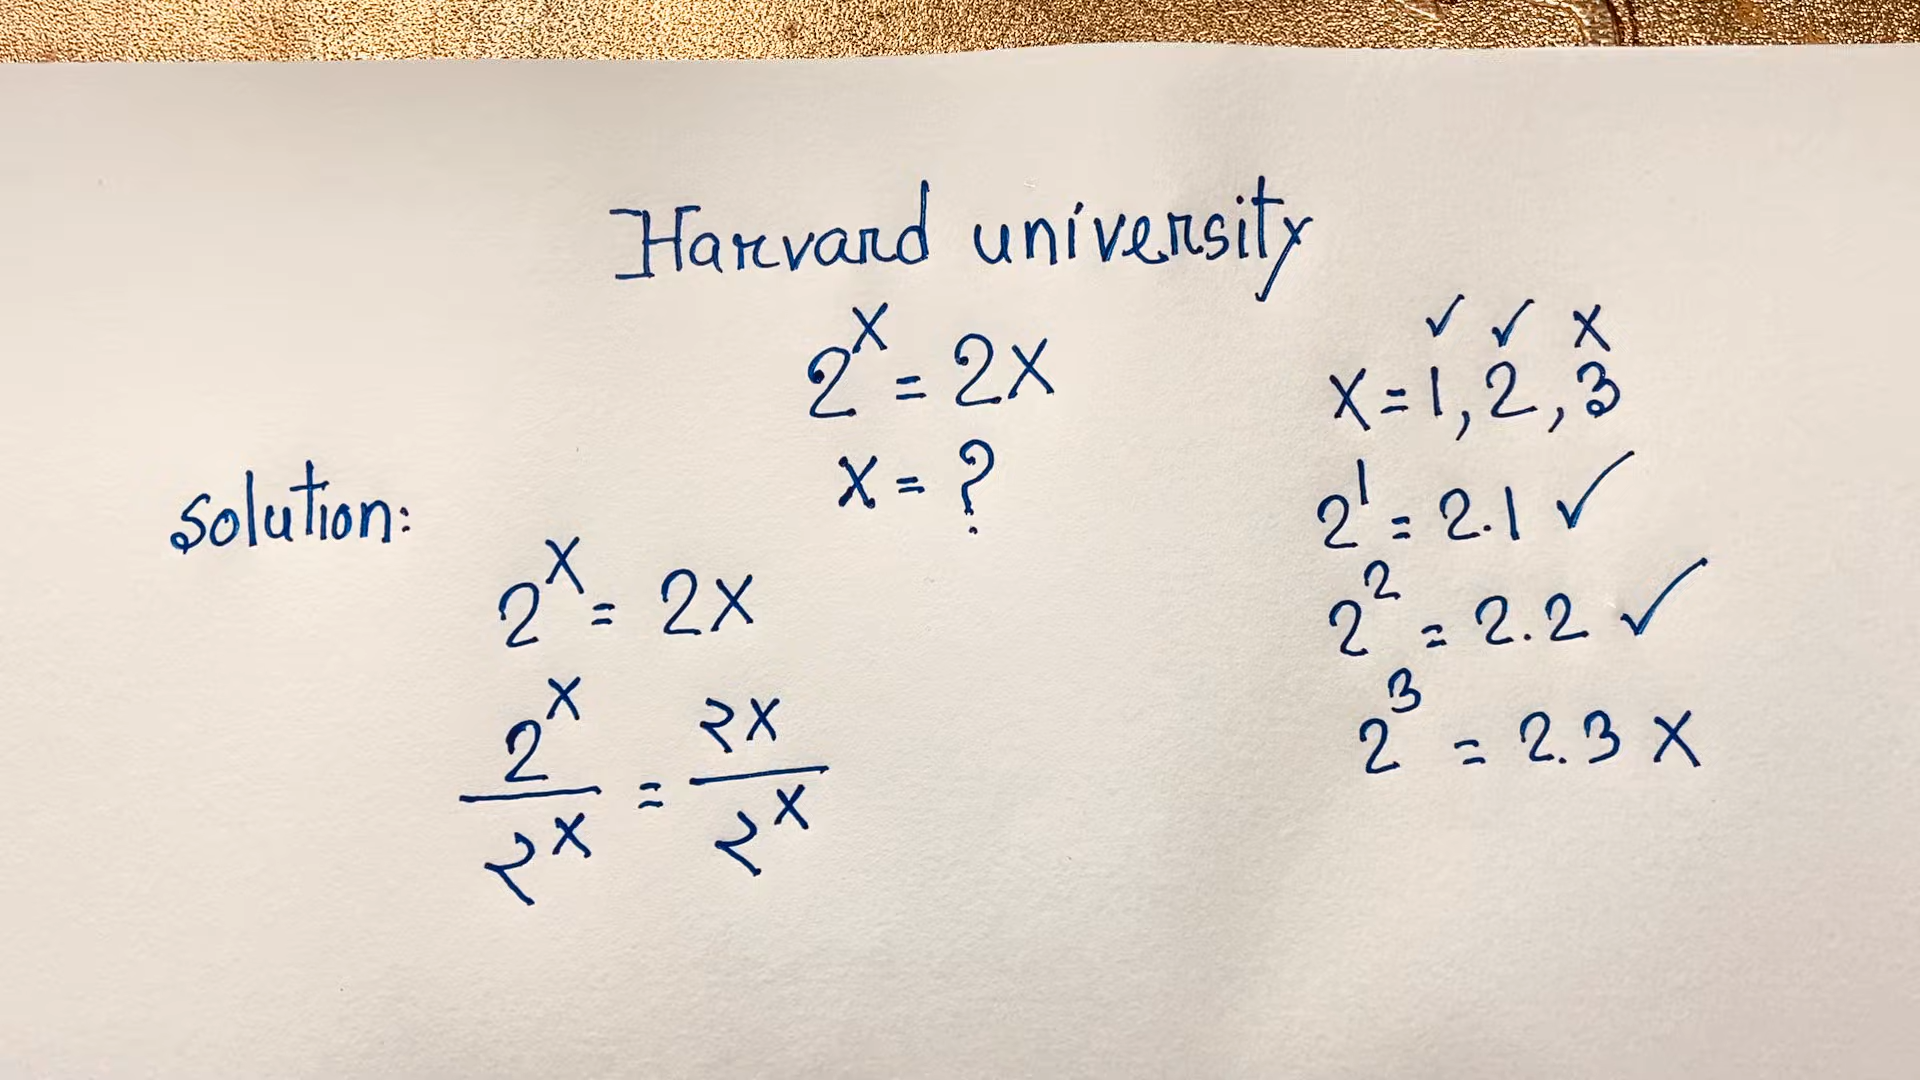 Harvard university
2^x = 2x
x = ?
solution:
2^x = 2x
2^x/2^x = 2x/2^x
✓ ✓ x
x = 1, 2, 3
2^1 = 2.1 ✓
2^2 = 2.2 ✓
2^3 = 2.3 x